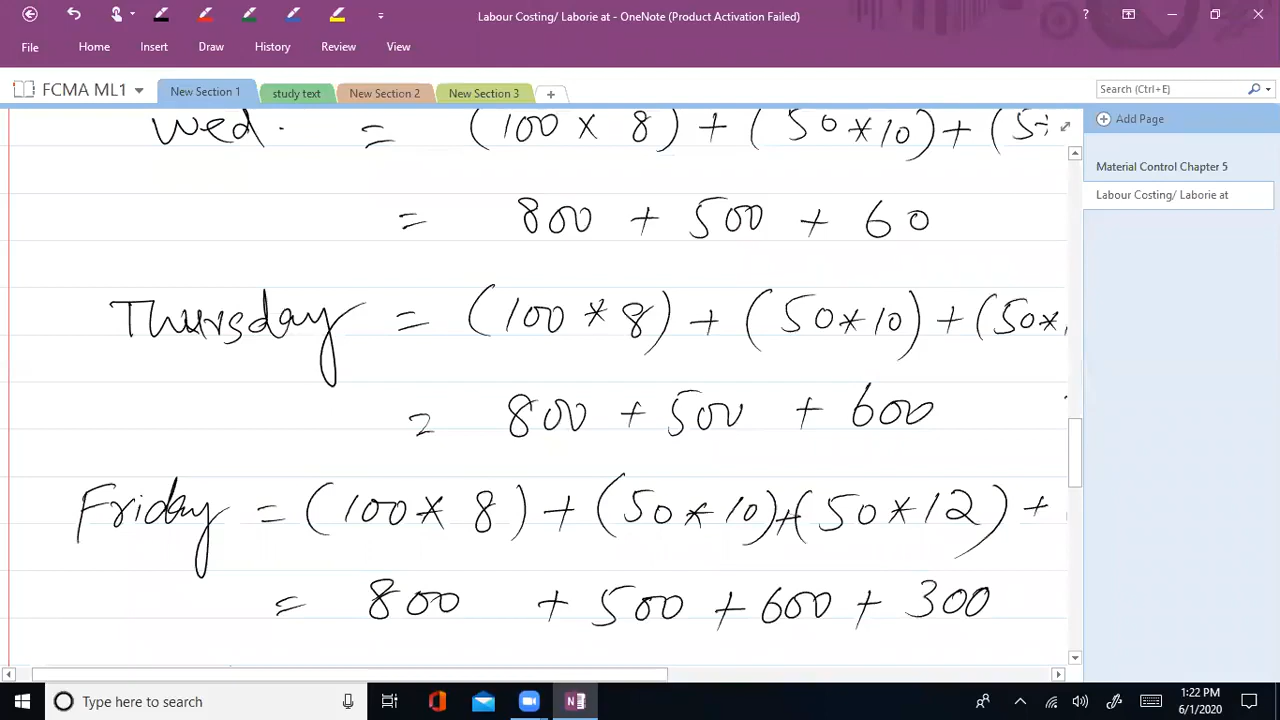 Labour Costing/ Laborie at - OneNote (Product Activation Failed)
File Home Insert Draw History Review View
FCMA ML1 New Section 1 study text New Section 2 New Section 3 Search (Ctrl+E)
Add Page
Material Control Chapter 5
Labour Costing/ Laborie at
Wed. = (100 × 8) + (50 * 10) + (5
= 800 + 500 + 60
Thursday = (100 * 8) + (50 * 10) + (50 *
= 800 + 500 + 600
Friday = (100 * 8) + (50 * 10) + (50 * 12) +
= 800 + 500 + 600 + 300
Type here to search
1:22 PM
6/1/2020